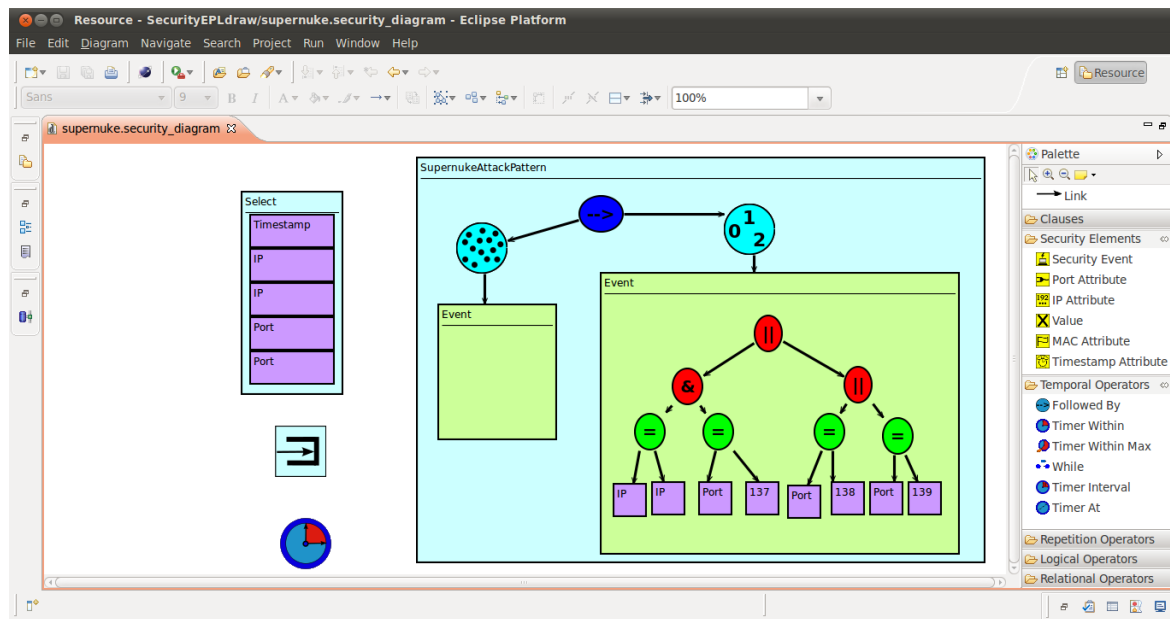 Resource - SecurityEPLdraw/supernuke.security_diagram - Eclipse Platform
File Edit Diagram Navigate Search Project Run Window Help
Resource
Sans 9 B I A 100%
supernuke.security_diagram
Palette
Link
Clauses
Security Elements
Security Event
Port Attribute
192 IP Attribute
Value
MAC Attribute
Timestamp Attribute
Temporal Operators
Followed By
Timer Within
Timer Within Max
While
Timer Interval
Timer At
Repetition Operators
Logical Operators
Relational Operators
Select
Timestamp
IP
IP
Port
Port
SupernukeAttackPattern
-->
0 1 2
Event
Event
||
& ||
= = = =
IP IP Port 137 Port 138 Port 139